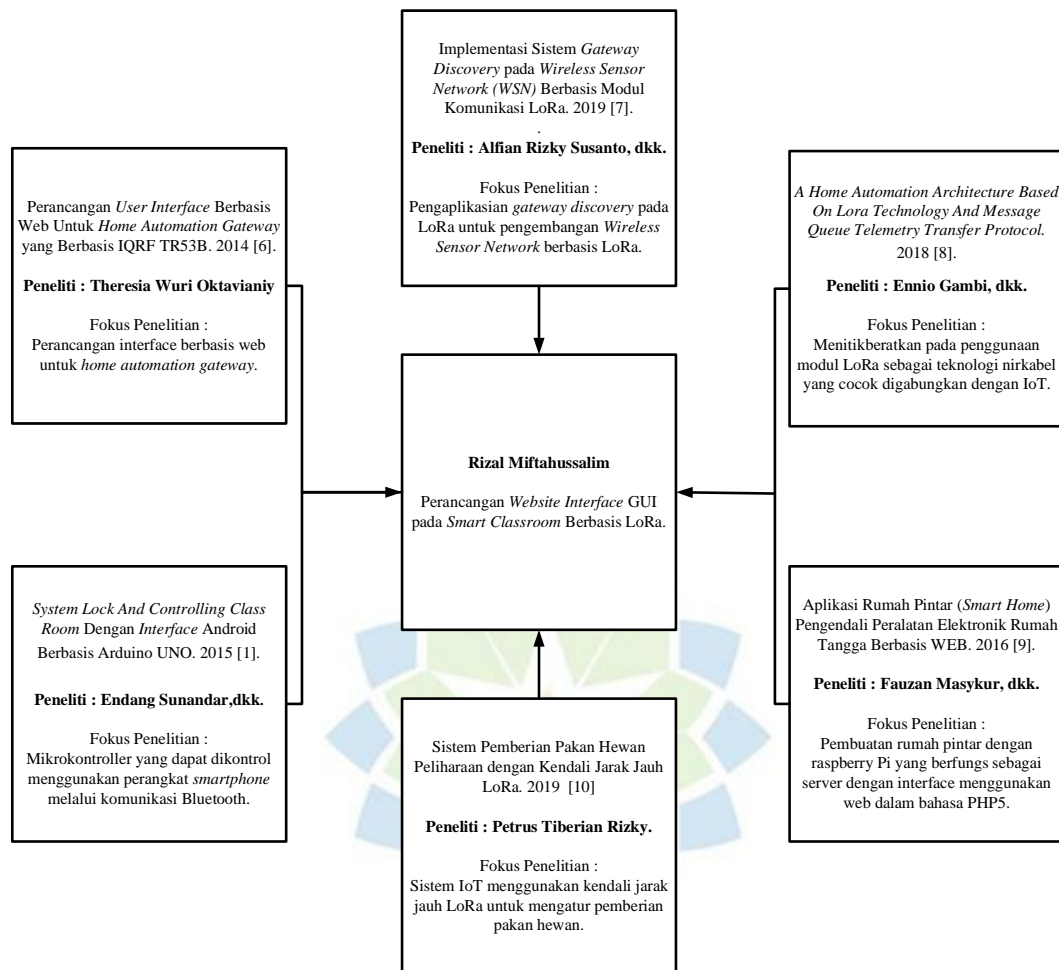 Implementasi Sistem Gateway
Discovery pada Wireless Sensor
Network (WSN) Berbasis Modul
Komunikasi LoRa. 2019 [7].
.
Peneliti : Alfian Rizky Susanto, dkk.
Fokus Penelitian :
Pengaplikasian gateway discovery pada
LoRa untuk pengembangan Wireless
Sensor Network berbasis LoRa.
Perancangan User Interface Berbasis
Web Untuk Home Automation Gateway
yang Berbasis IQRF TR53B. 2014 [6].
Peneliti : Theresia Wuri Oktavianiy
Fokus Penelitian :
Perancangan interface berbasis web
untuk home automation gateway.
A Home Automation Architecture Based
On Lora Technology And Message
Queue Telemetry Transfer Protocol.
2018 [8].
Peneliti : Ennio Gambi, dkk.
Fokus Penelitian :
Menitikberatkan pada penggunaan
modul LoRa sebagai teknologi nirkabel
yang cocok digabungkan dengan IoT.
Rizal Miftahussalim
Perancangan Website Interface GUI
pada Smart Classroom Berbasis LoRa.
System Lock And Controlling Class
Room Dengan Interface Android
Berbasis Arduino UNO. 2015 [1].
Peneliti : Endang Sunandar,dkk.
Fokus Penelitian :
Mikrokontroller yang dapat dikontrol
menggunakan perangkat smartphone
melalui komunikasi Bluetooth.
Sistem Pemberian Pakan Hewan
Peliharaan dengan Kendali Jarak Jauh
LoRa. 2019 [10]
Peneliti : Petrus Tiberian Rizky.
Fokus Penelitian :
Sistem IoT menggunakan kendali jarak
jauh LoRa untuk mengatur pemberian
pakan hewan.
Aplikasi Rumah Pintar (Smart Home)
Pengendali Peralatan Elektronik Rumah
Tangga Berbasis WEB. 2016 [9].
Peneliti : Fauzan Masykur, dkk.
Fokus Penelitian :
Pembuatan rumah pintar dengan
raspberry Pi yang berfungs sebagai
server dengan interface menggunakan
web dalam bahasa PHP5.